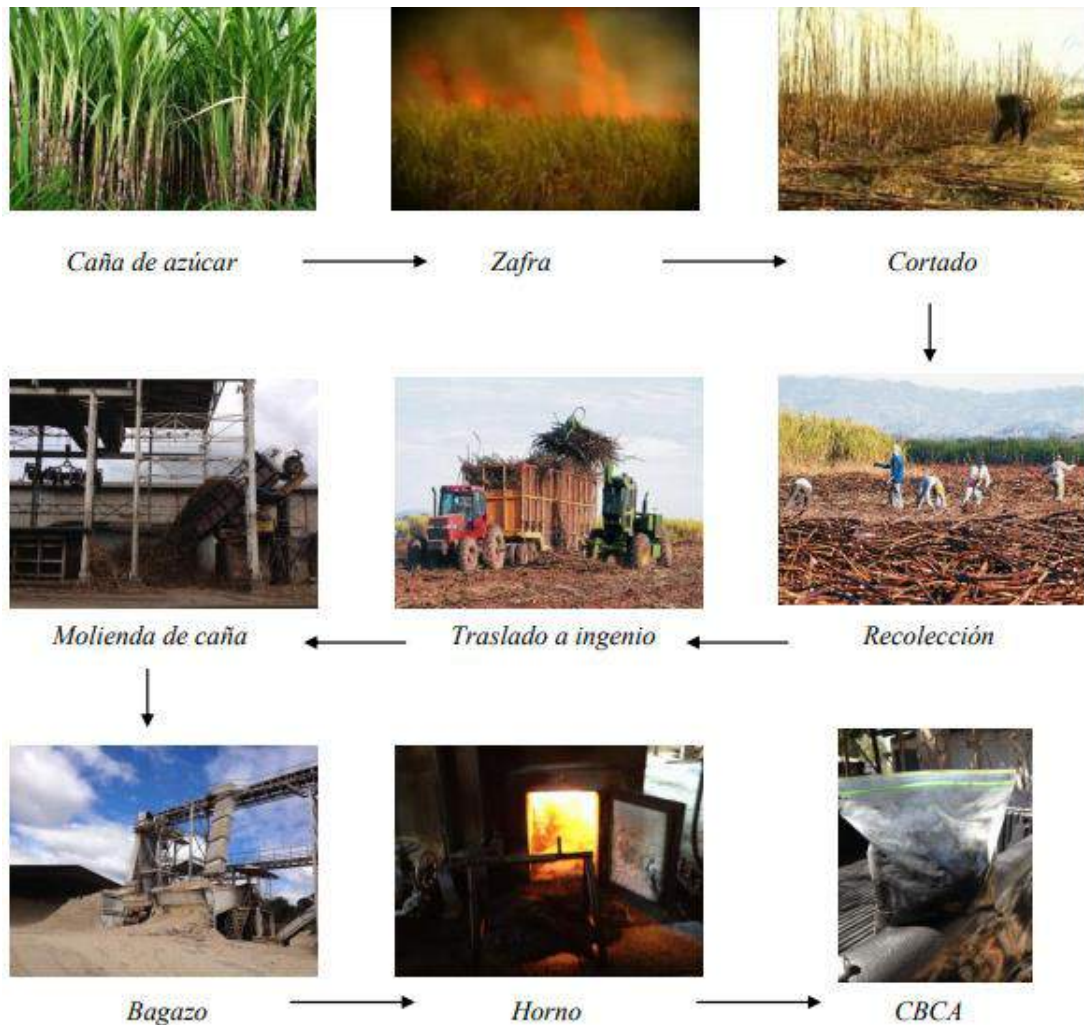 Caña de azúcar
Zafra
Cortado
Recolección
Traslado a ingenio
Molienda de caña
Bagazo
Horno
CBCA